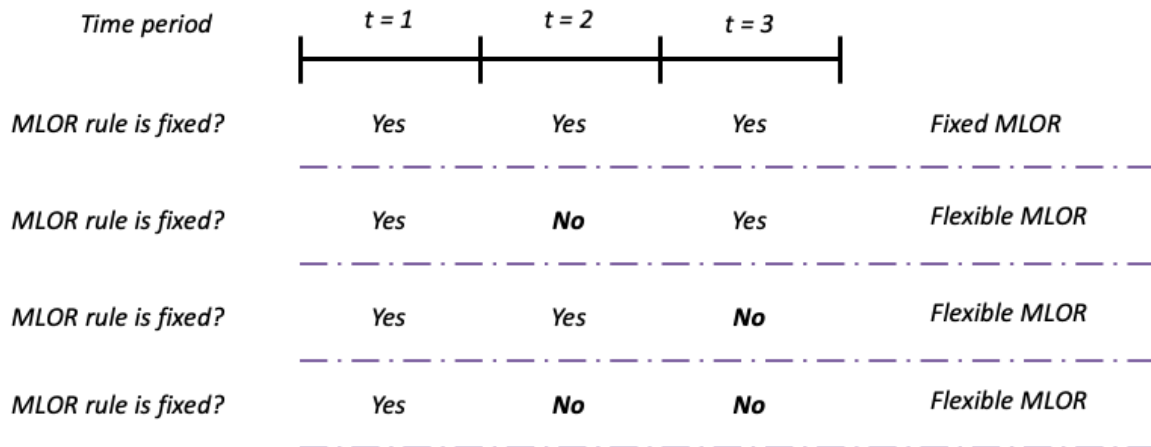 Time period t = 1 t = 2 t = 3
MLOR rule is fixed? Yes Yes Yes Fixed MLOR
MLOR rule is fixed? Yes No Yes Flexible MLOR
MLOR rule is fixed? Yes Yes No Flexible MLOR
MLOR rule is fixed? Yes No No Flexible MLOR